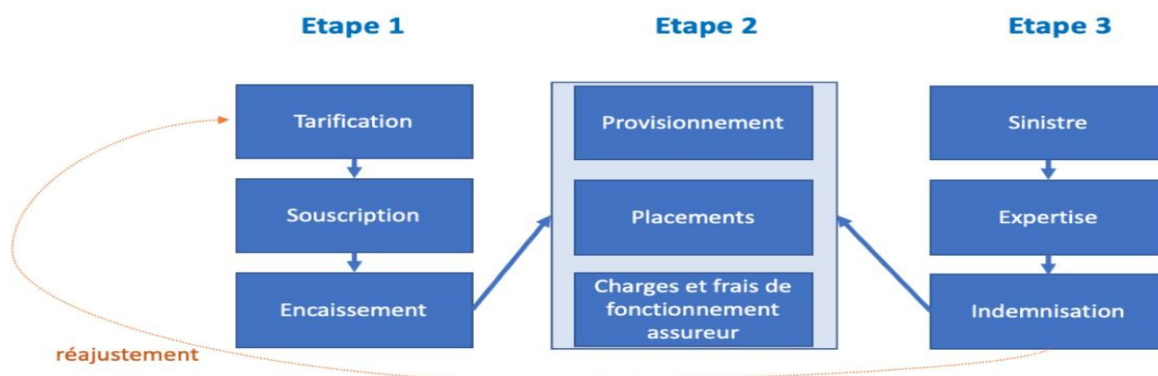 Etape 1
Etape 2
Etape 3
Tarification
Souscription
Encaissement
Provisionnement
Placements
Charges et frais de
fonctionnement
assureur
Sinistre
Expertise
Indemnisation
réajustement